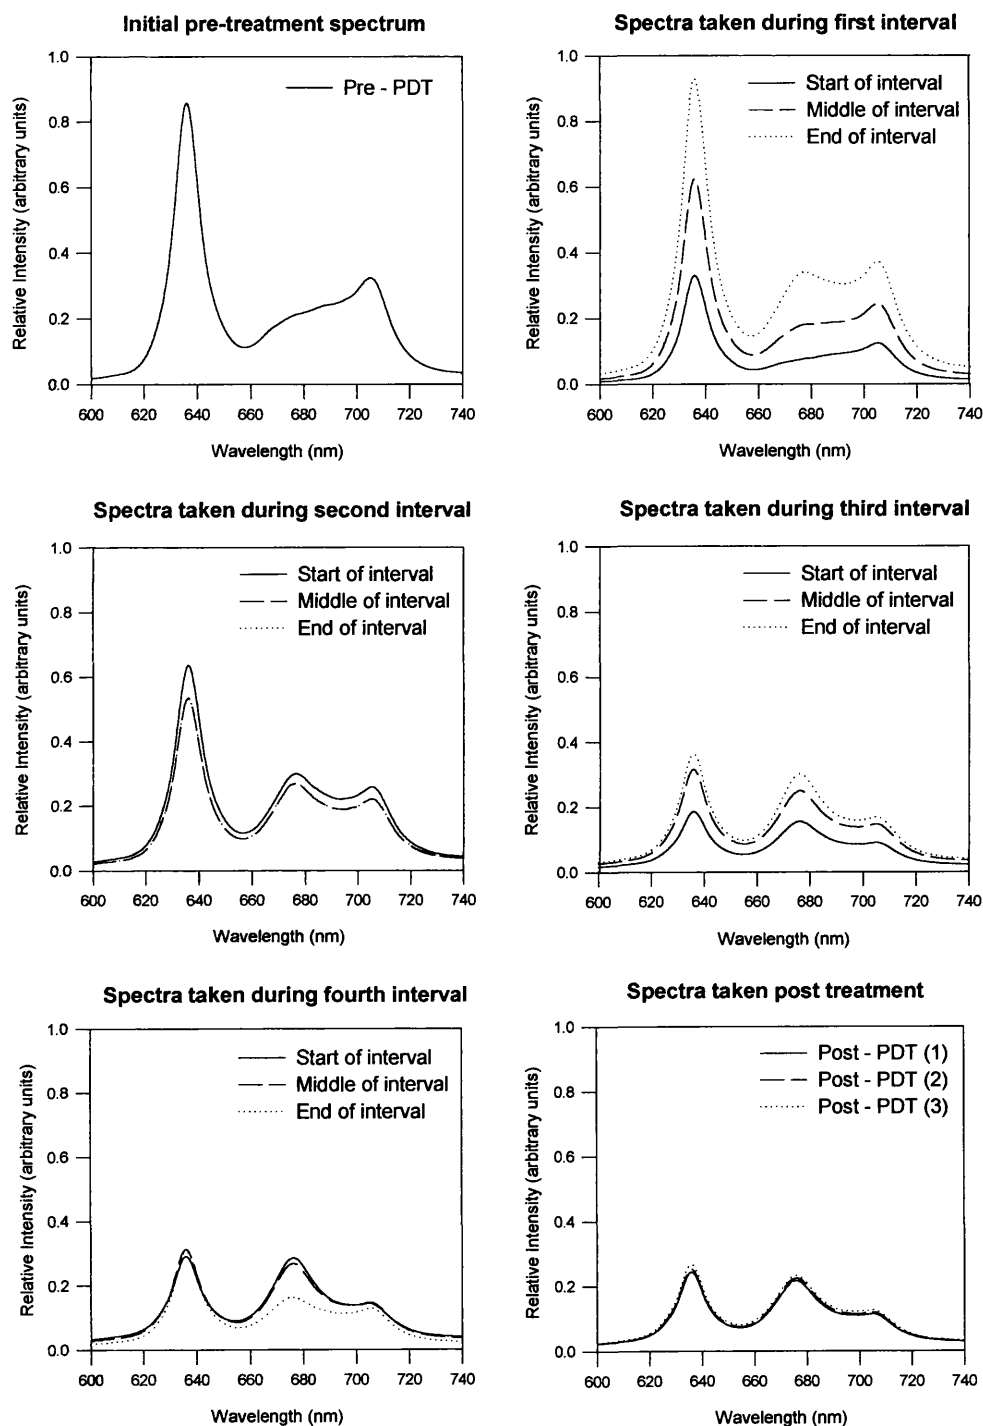 Initial pre-treatment spectrum
Relative Intensity (arbitrary units)
1.0
0.8
0.6
0.4
0.2
0.0
Pre - PDT
600 620 640 660 680 700 720 740
Wavelength (nm)
Spectra taken during first interval
Relative Intensity (arbitrary units)
1.0
0.8
0.6
0.4
0.2
0.0
Start of interval
Middle of interval
End of interval
600 620 640 660 680 700 720 740
Wavelength (nm)
Spectra taken during second interval
Relative Intensity (arbitrary units)
1.0
0.8
0.6
0.4
0.2
0.0
Start of interval
Middle of interval
End of interval
600 620 640 660 680 700 720 740
Wavelength (nm)
Spectra taken during third interval
Relative Intensity (arbitrary units)
1.0
0.8
0.6
0.4
0.2
0.0
Start of interval
Middle of interval
End of interval
600 620 640 660 680 700 720 740
Wavelength (nm)
Spectra taken during fourth interval
Relative Intensity (arbitrary units)
1.0
0.8
0.6
0.4
0.2
0.0
Start of interval
Middle of interval
End of interval
600 620 640 660 680 700 720 740
Wavelength (nm)
Spectra taken post treatment
Relative Intensity (arbitrary units)
1.0
0.8
0.6
0.4
0.2
0.0
Post - PDT (1)
Post - PDT (2)
Post - PDT (3)
600 620 640 660 680 700 720 740
Wavelength (nm)